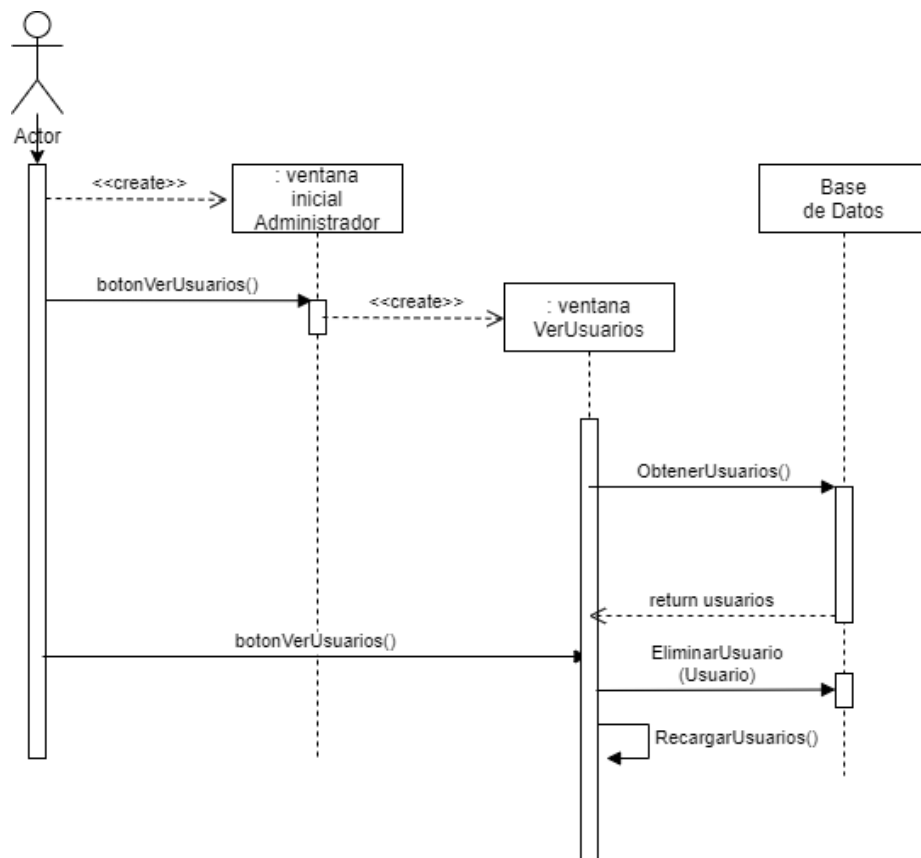 Actor
<<create>>
: ventana
inicial
Administrador
Base
de Datos
botonVerUsuarios()
<<create>>
: ventana
VerUsuarios
ObtenerUsuarios()
return usuarios
botonVerUsuarios()
EliminarUsuario
(Usuario)
RecargarUsuarios()